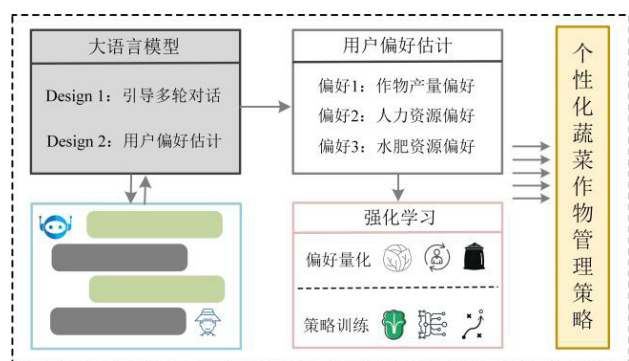 大语言模型
Design 1：引导多轮对话
Design 2：用户偏好估计
用户偏好估计
偏好1：作物产量偏好
偏好2：人力资源偏好
偏好3：水肥资源偏好
强化学习
偏好量化
策略训练
个性化蔬菜作物管理策略